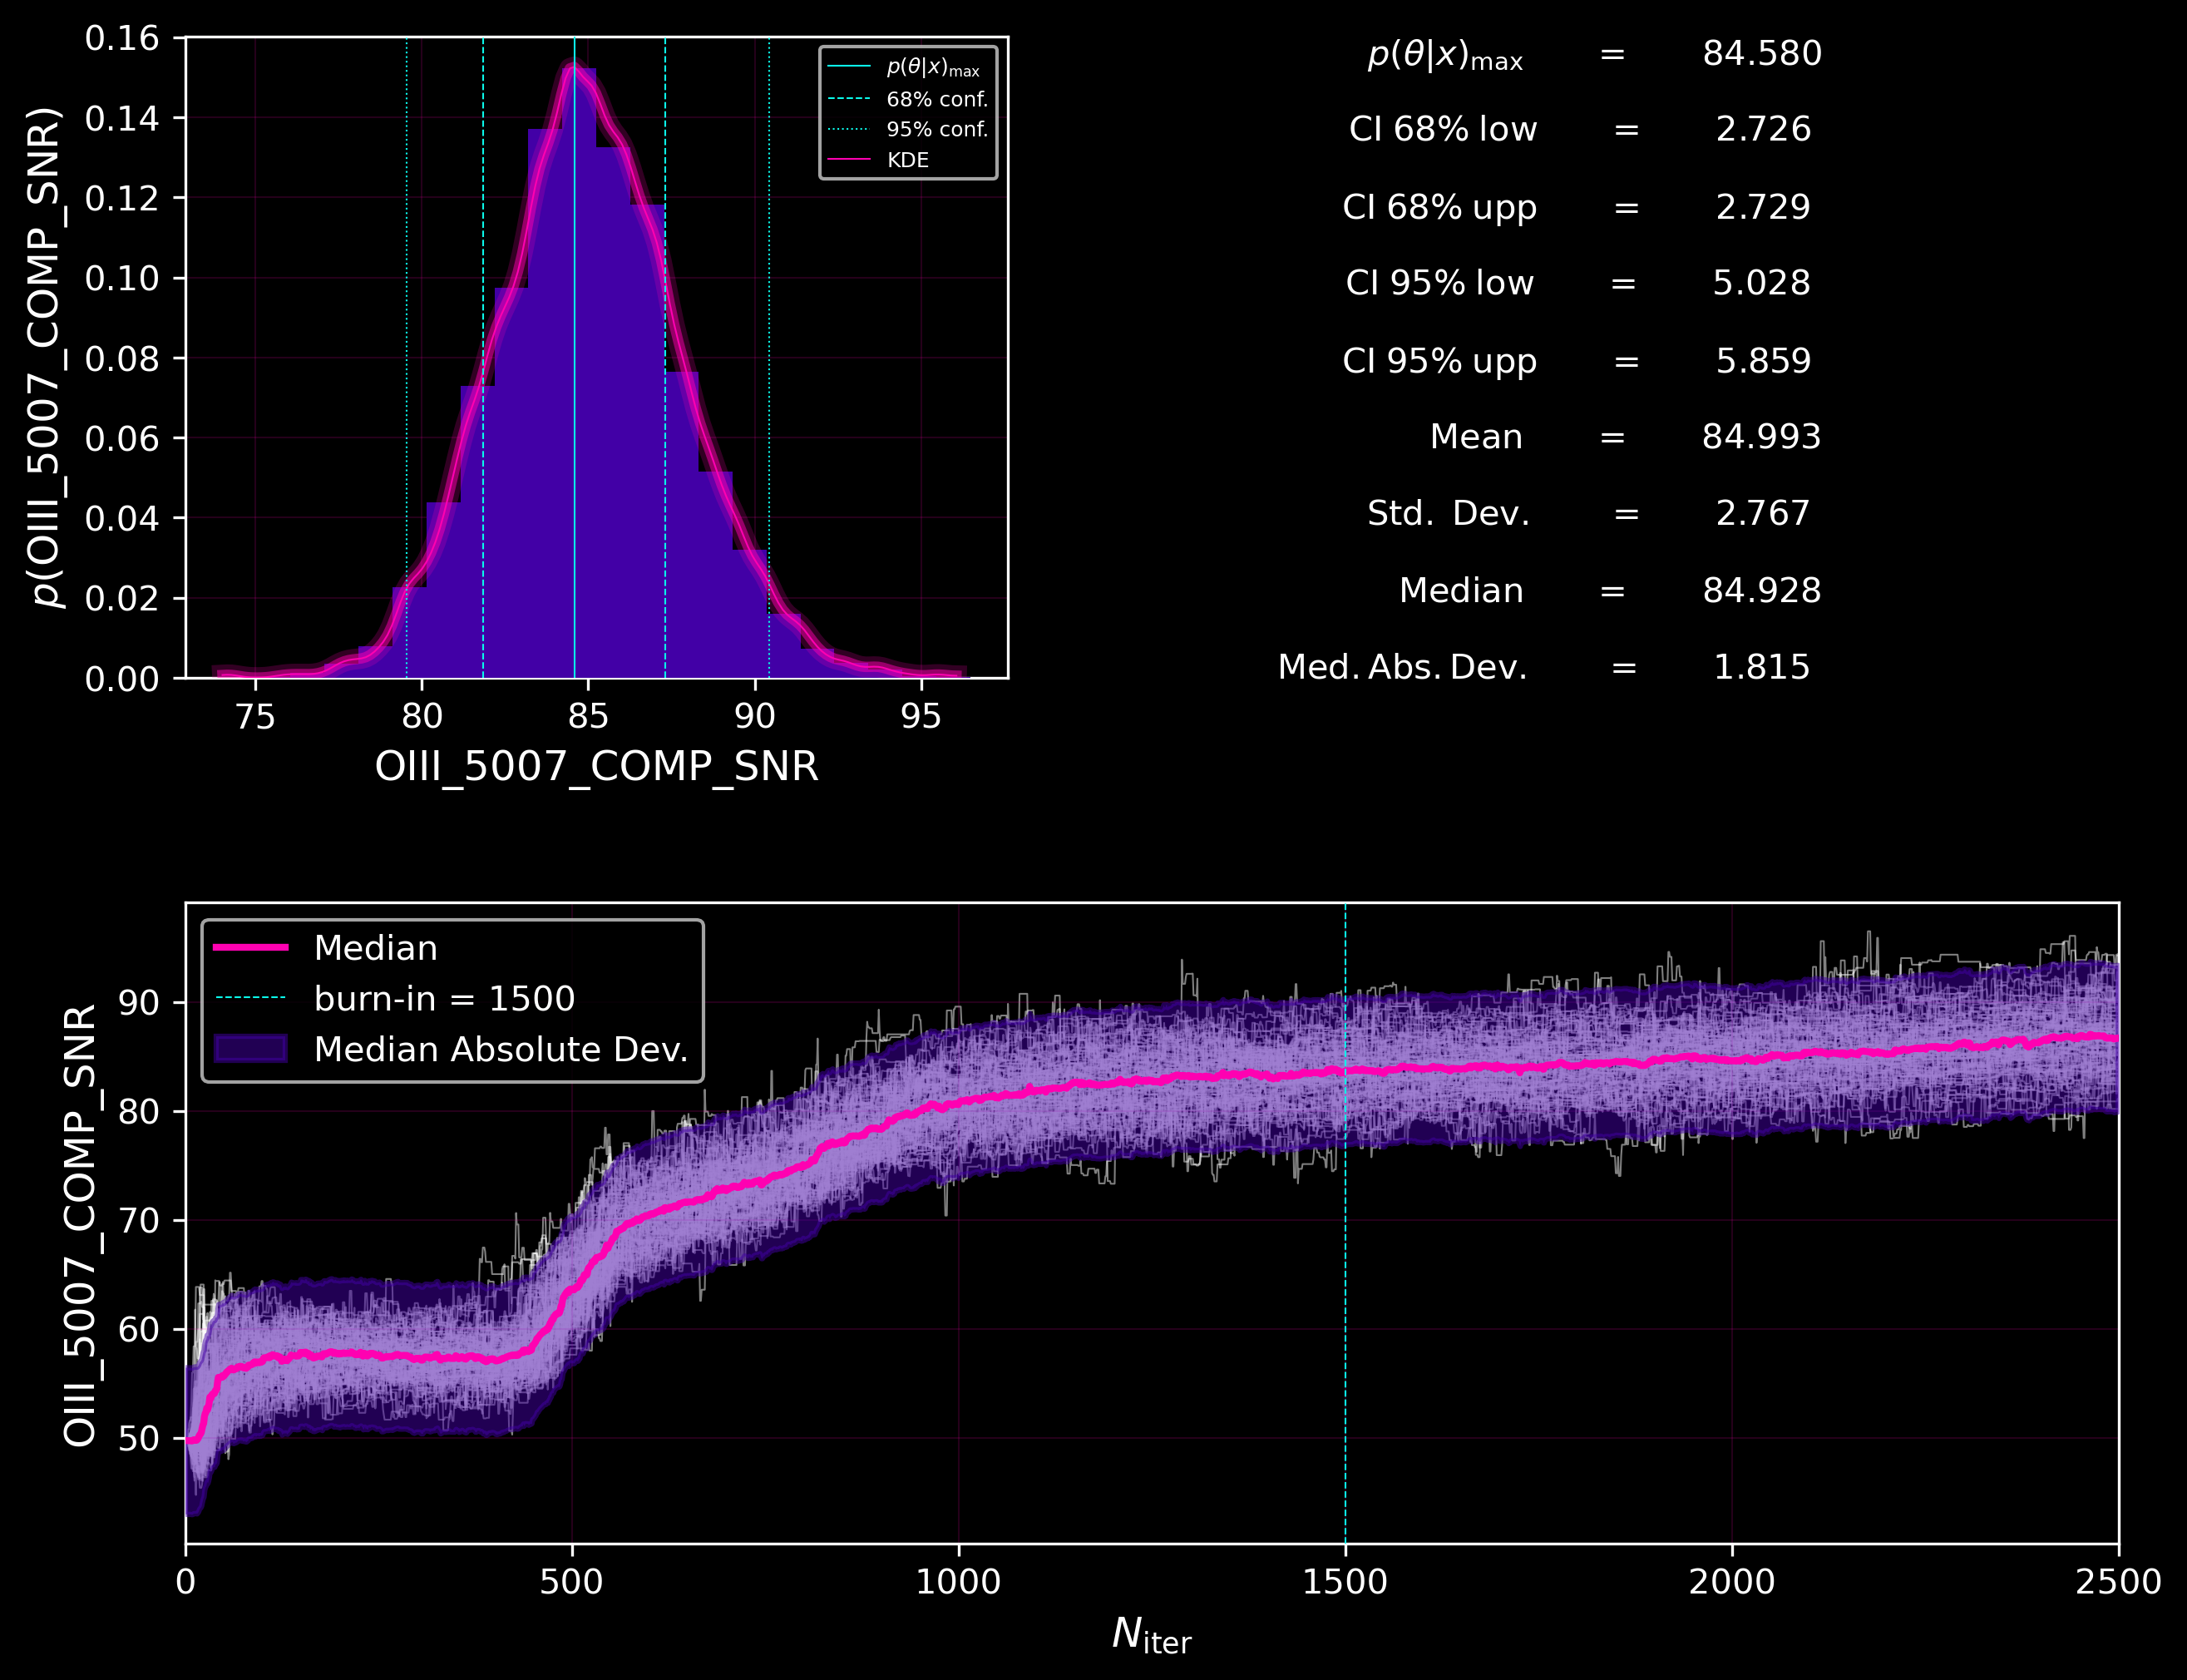 0.16
0.14
0.12
0.10
0.08
0.06
0.04
0.02
0.00
p(OIII_5007_COMP_SNR)
75 80 85 90 95
OIII_5007_COMP_SNR
p(θ|x)max
68% conf.
95% conf.
KDE
p(θ|x)max = 84.580
CI 68% low = 2.726
CI 68% upp = 2.729
CI 95% low = 5.028
CI 95% upp = 5.859
Mean = 84.993
Std. Dev. = 2.767
Median = 84.928
Med. Abs. Dev. = 1.815
Median
burn-in = 1500
Median Absolute Dev.
90
80
70
60
50
OIII_5007_COMP_SNR
0 500 1000 1500 2000 2500
Niter